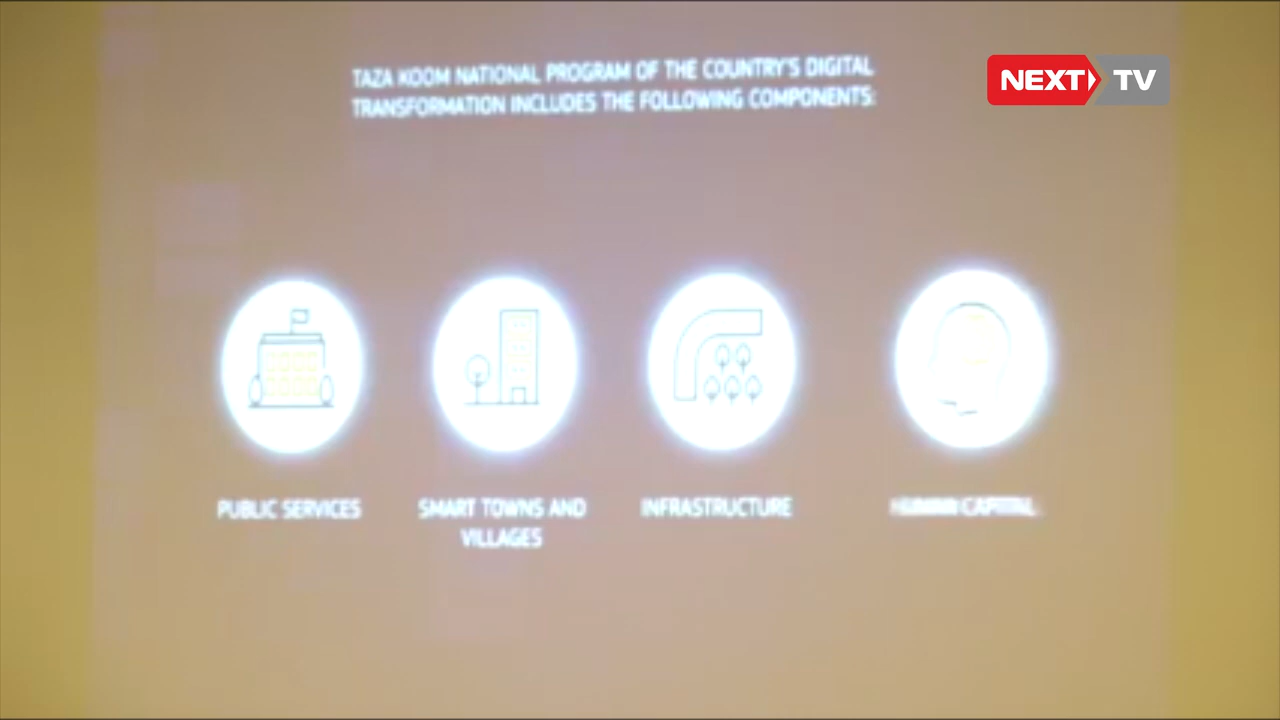 TAZA KOOM NATIONAL PROGRAM OF THE COUNTRY'S DIGITAL
TRANSFORMATION INCLUDES THE FOLLOWING COMPONENTS:
NEXT TV
PUBLIC SERVICES
SMART TOWNS AND
VILLAGES
INFRASTRUCTURE
HUMAN CAPITAL